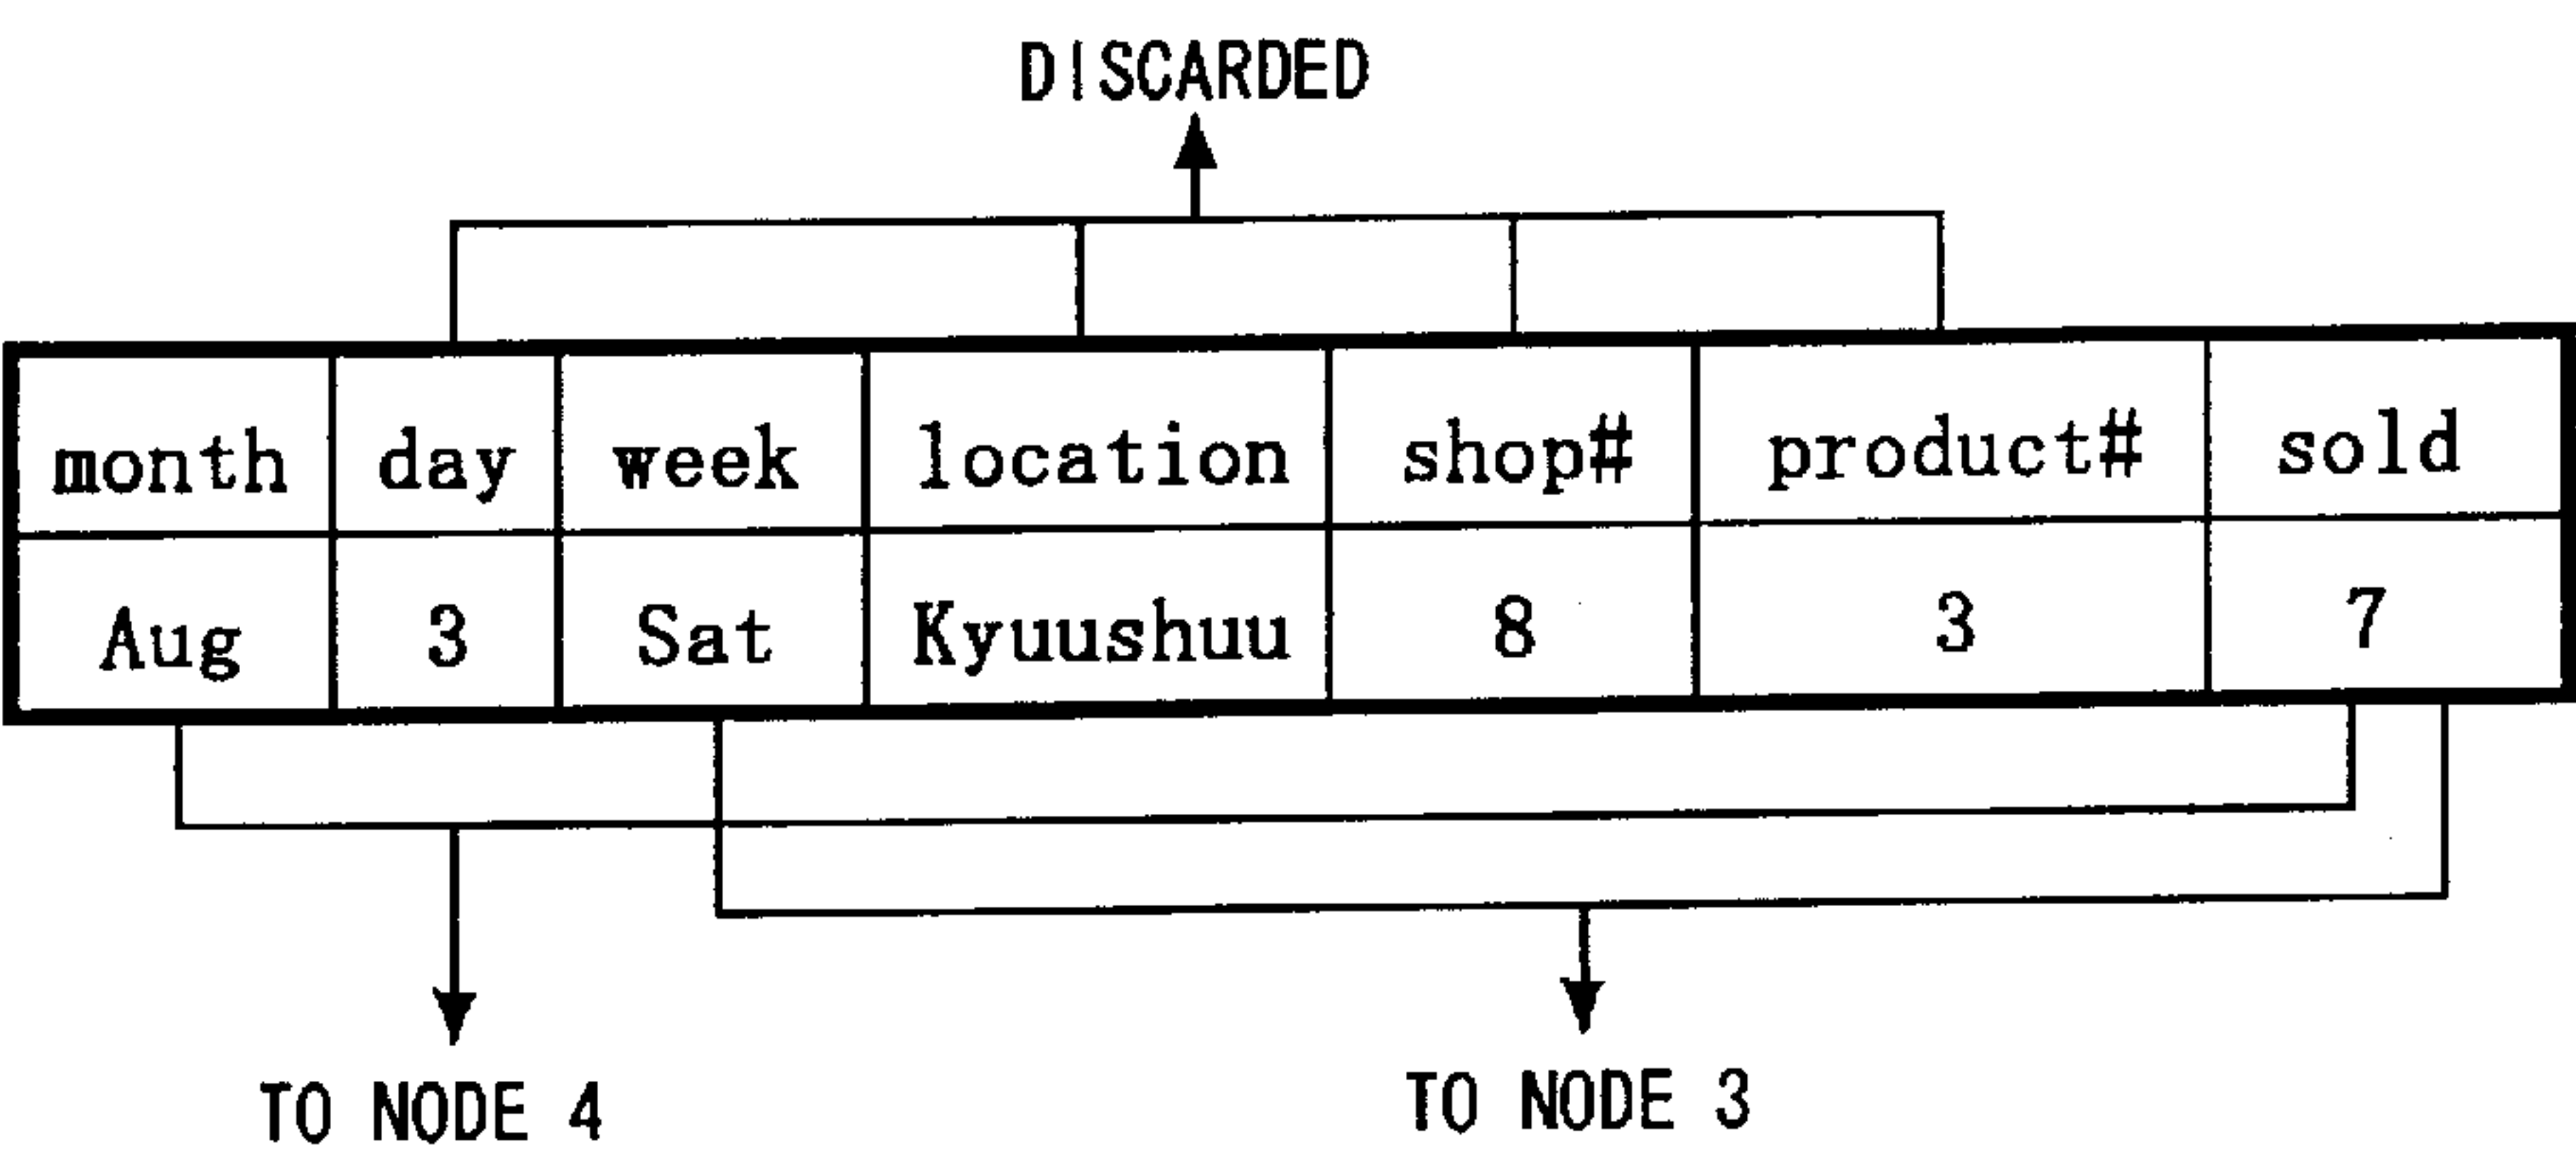 DISCARDED
month day week location shop# product# sold
Aug 3 Sat Kyuushuu 8 3 7
TO NODE 4 TO NODE 3